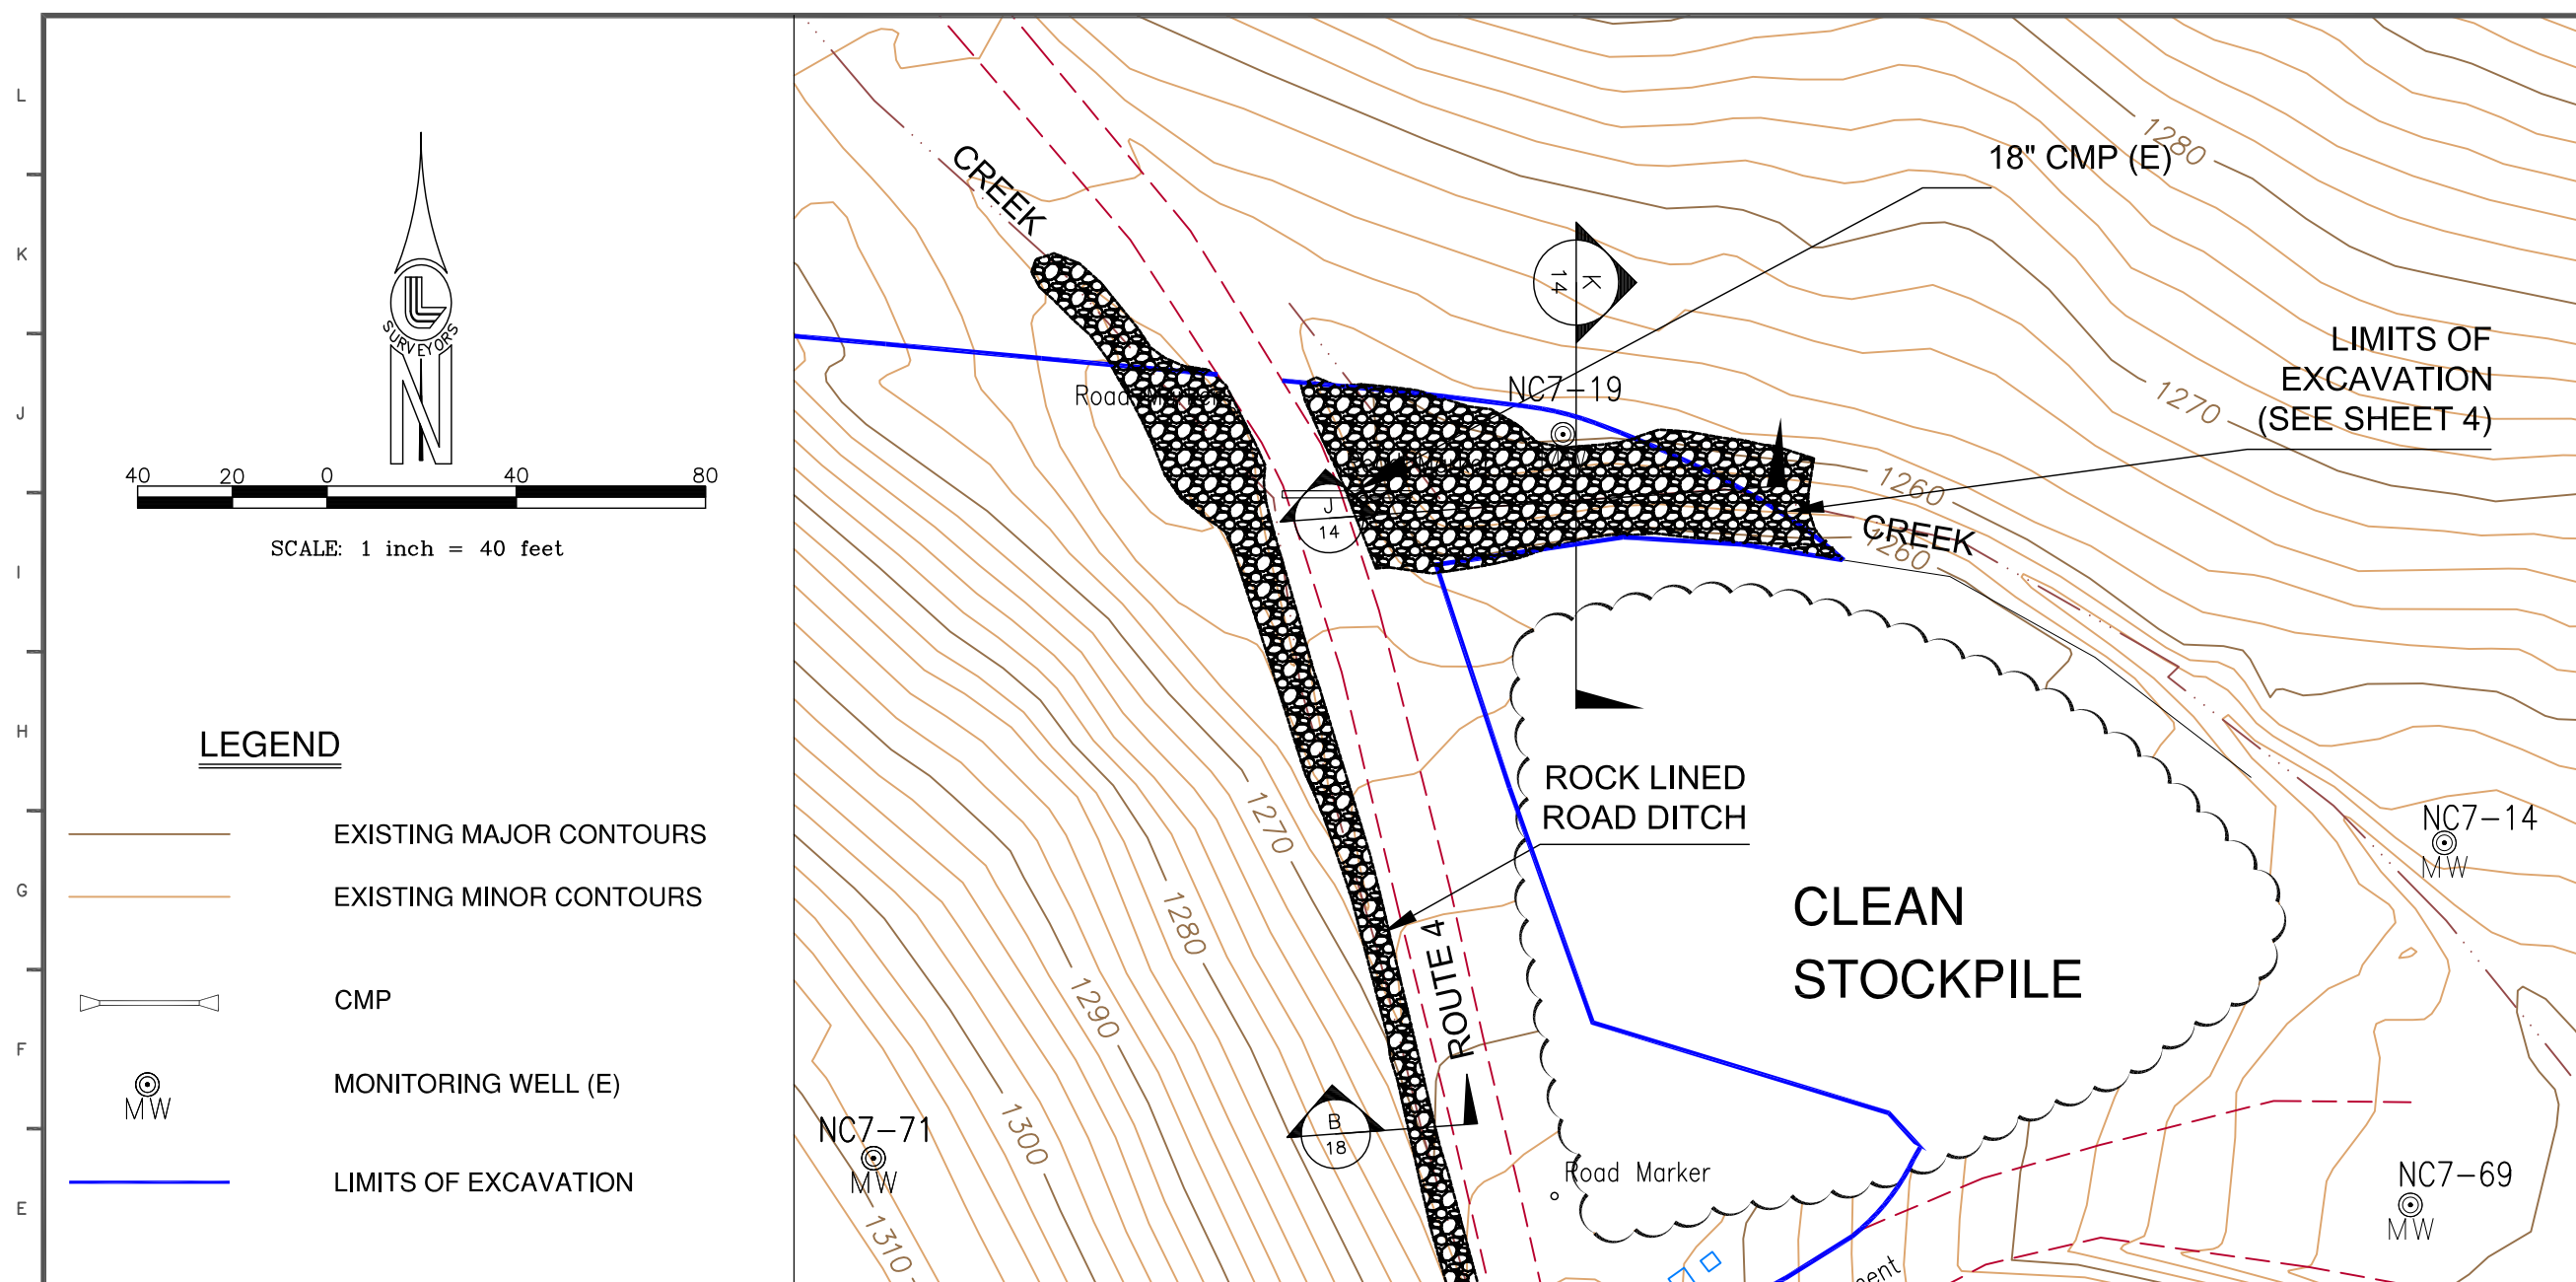 L
K
J
I
H
G
F
E
SURVEYORS
N
40 20 0 40 80
SCALE: 1 inch = 40 feet
LEGEND
EXISTING MAJOR CONTOURS
EXISTING MINOR CONTOURS
CMP
MW
MONITORING WELL (E)
LIMITS OF EXCAVATION
CREEK
1280
18" CMP (E)
K
14
LIMITS OF
EXCAVATION
(SEE SHEET 4)
1270
NC7-19
Road Marker
J
14
1260
CREEK
1260
ROCK LINED
ROAD DITCH
1270
NC7-14
MW
CLEAN
STOCKPILE
1280
ROUTE 4
1290
1300
NC7-71
MW
B
18
Road Marker
NC7-69
MW
1310